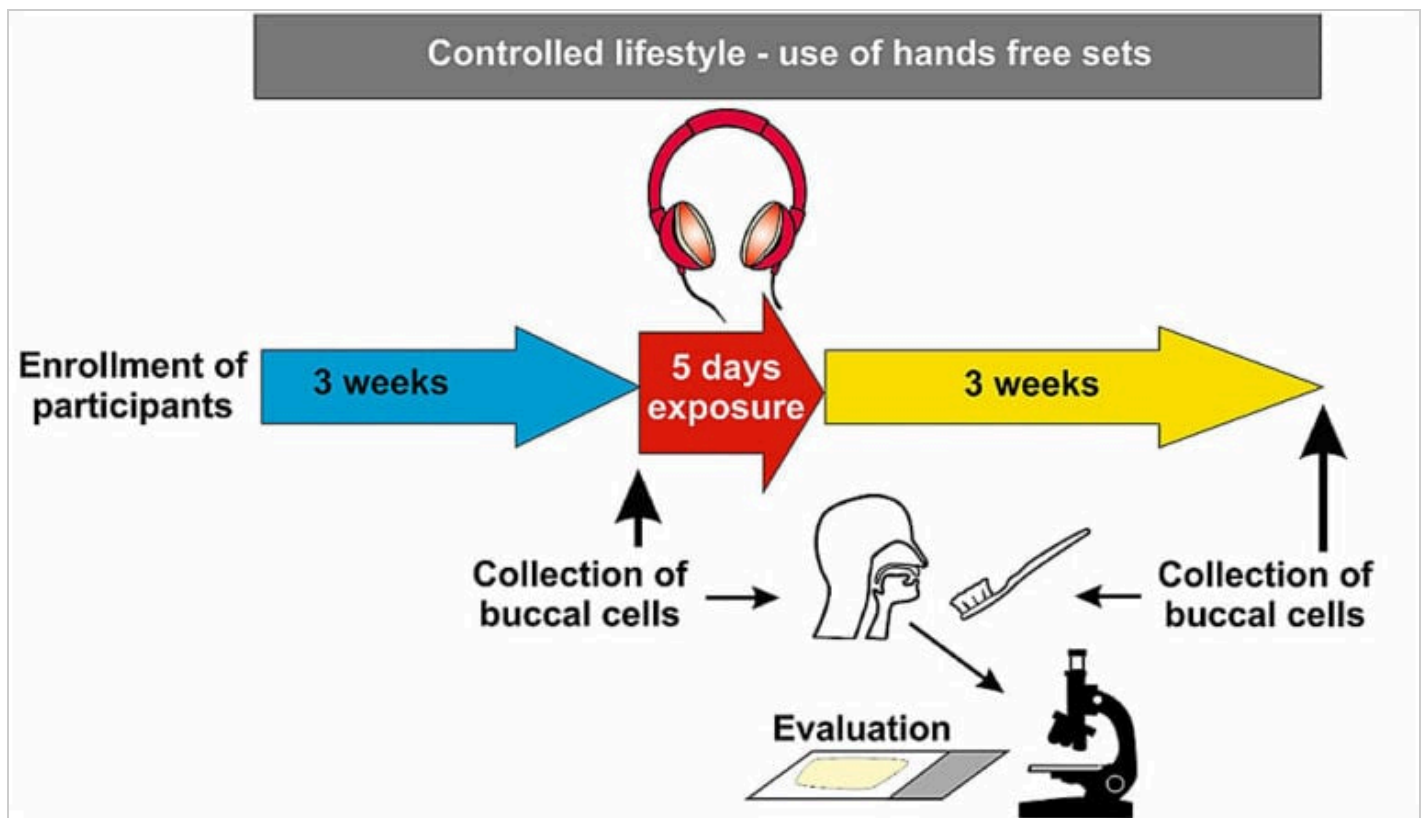 Controlled lifestyle - use of hands free sets
Enrollment of
participants
3 weeks
5 days
exposure
3 weeks
Collection of
buccal cells
Collection of
buccal cells
Evaluation